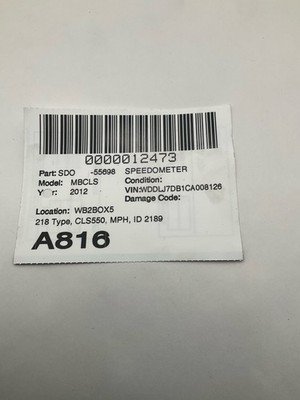 0000012473
Part: SDO -55698 SPEEDOMETER
Model: MBCLS Condition:
Year: 2012 VIN:WDDLJ7DB1CA008126
Damage Code:
Location: WB2BOX5
218 Type, CLS550, MPH, ID 2189
A816